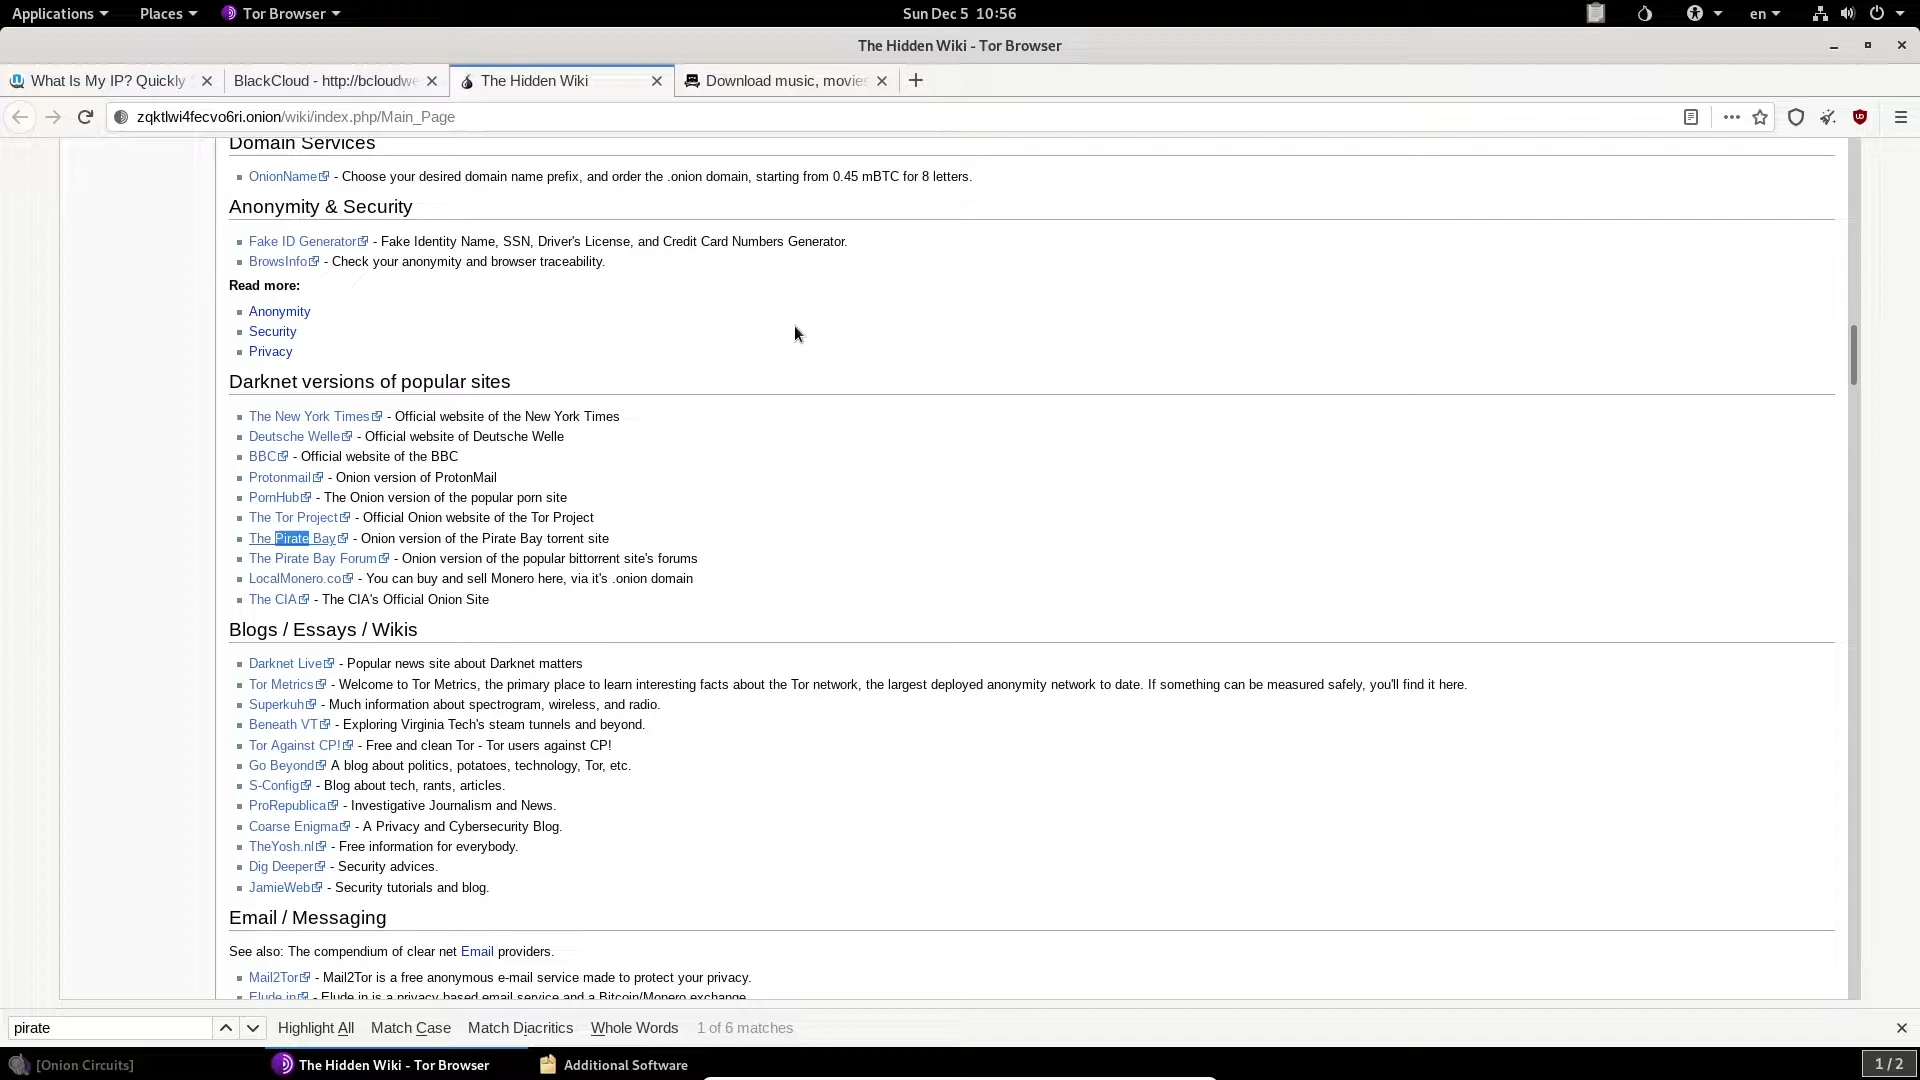 Applications Places Tor Browser Sun Dec 5 10:56 en
The Hidden Wiki - Tor Browser
What Is My IP? Quickly BlackCloud - http://bcloudwe The Hidden Wiki Download music, movies
zqktlwi4fecvo6ri.onion/wiki/index.php/Main_Page
Domain Services
OnionName - Choose your desired domain name prefix, and order the .onion domain, starting from 0.45 mBTC for 8 letters.
Anonymity & Security
Fake ID Generator - Fake Identity Name, SSN, Driver's License, and Credit Card Numbers Generator.
BrowsInfo - Check your anonymity and browser traceability.
Read more:
Anonymity
Security
Privacy
Darknet versions of popular sites
The New York Times - Official website of the New York Times
Deutsche Welle - Official website of Deutsche Welle
BBC - Official website of the BBC
Protonmail - Onion version of ProtonMail
PornHub - The Onion version of the popular porn site
The Tor Project - Official Onion website of the Tor Project
The Pirate Bay - Onion version of the Pirate Bay torrent site
The Pirate Bay Forum - Onion version of the popular bittorrent site's forums
LocalMonero.co - You can buy and sell Monero here, via it's .onion domain
The CIA - The CIA's Official Onion Site
Blogs / Essays / Wikis
Darknet Live - Popular news site about Darknet matters
Tor Metrics - Welcome to Tor Metrics, the primary place to learn interesting facts about the Tor network, the largest deployed anonymity network to date. If something can be measured safely, you'll find it here.
Superkuh - Much information about spectrogram, wireless, and radio.
Beneath VT - Exploring Virginia Tech's steam tunnels and beyond.
Tor Against CP! - Free and clean Tor - Tor users against CP!
Go Beyond A blog about politics, potatoes, technology, Tor, etc.
S-Config - Blog about tech, rants, articles.
ProRepublica - Investigative Journalism and News.
Coarse Enigma - A Privacy and Cybersecurity Blog.
TheYosh.nl - Free information for everybody.
Dig Deeper - Security advices.
JamieWeb - Security tutorials and blog.
Email / Messaging
See also: The compendium of clear net Email providers.
Mail2Tor - Mail2Tor is a free anonymous e-mail service made to protect your privacy.
Elude.in - Elude.in is a privacy based email service and a Bitcoin/Monero exchange.
pirate Highlight All Match Case Match Diacritics Whole Words 1 of 6 matches
[Onion Circuits] The Hidden Wiki - Tor Browser Additional Software 1 / 2